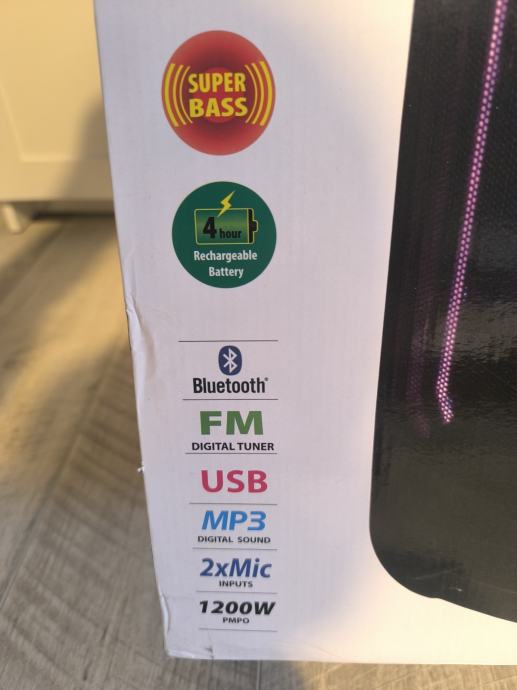 SUPER
BASS
4 hour
Rechargeable
Battery
Bluetooth®
FM
DIGITAL TUNER
USB
MP3
DIGITAL SOUND
2xMic
INPUTS
1200W
PMPO